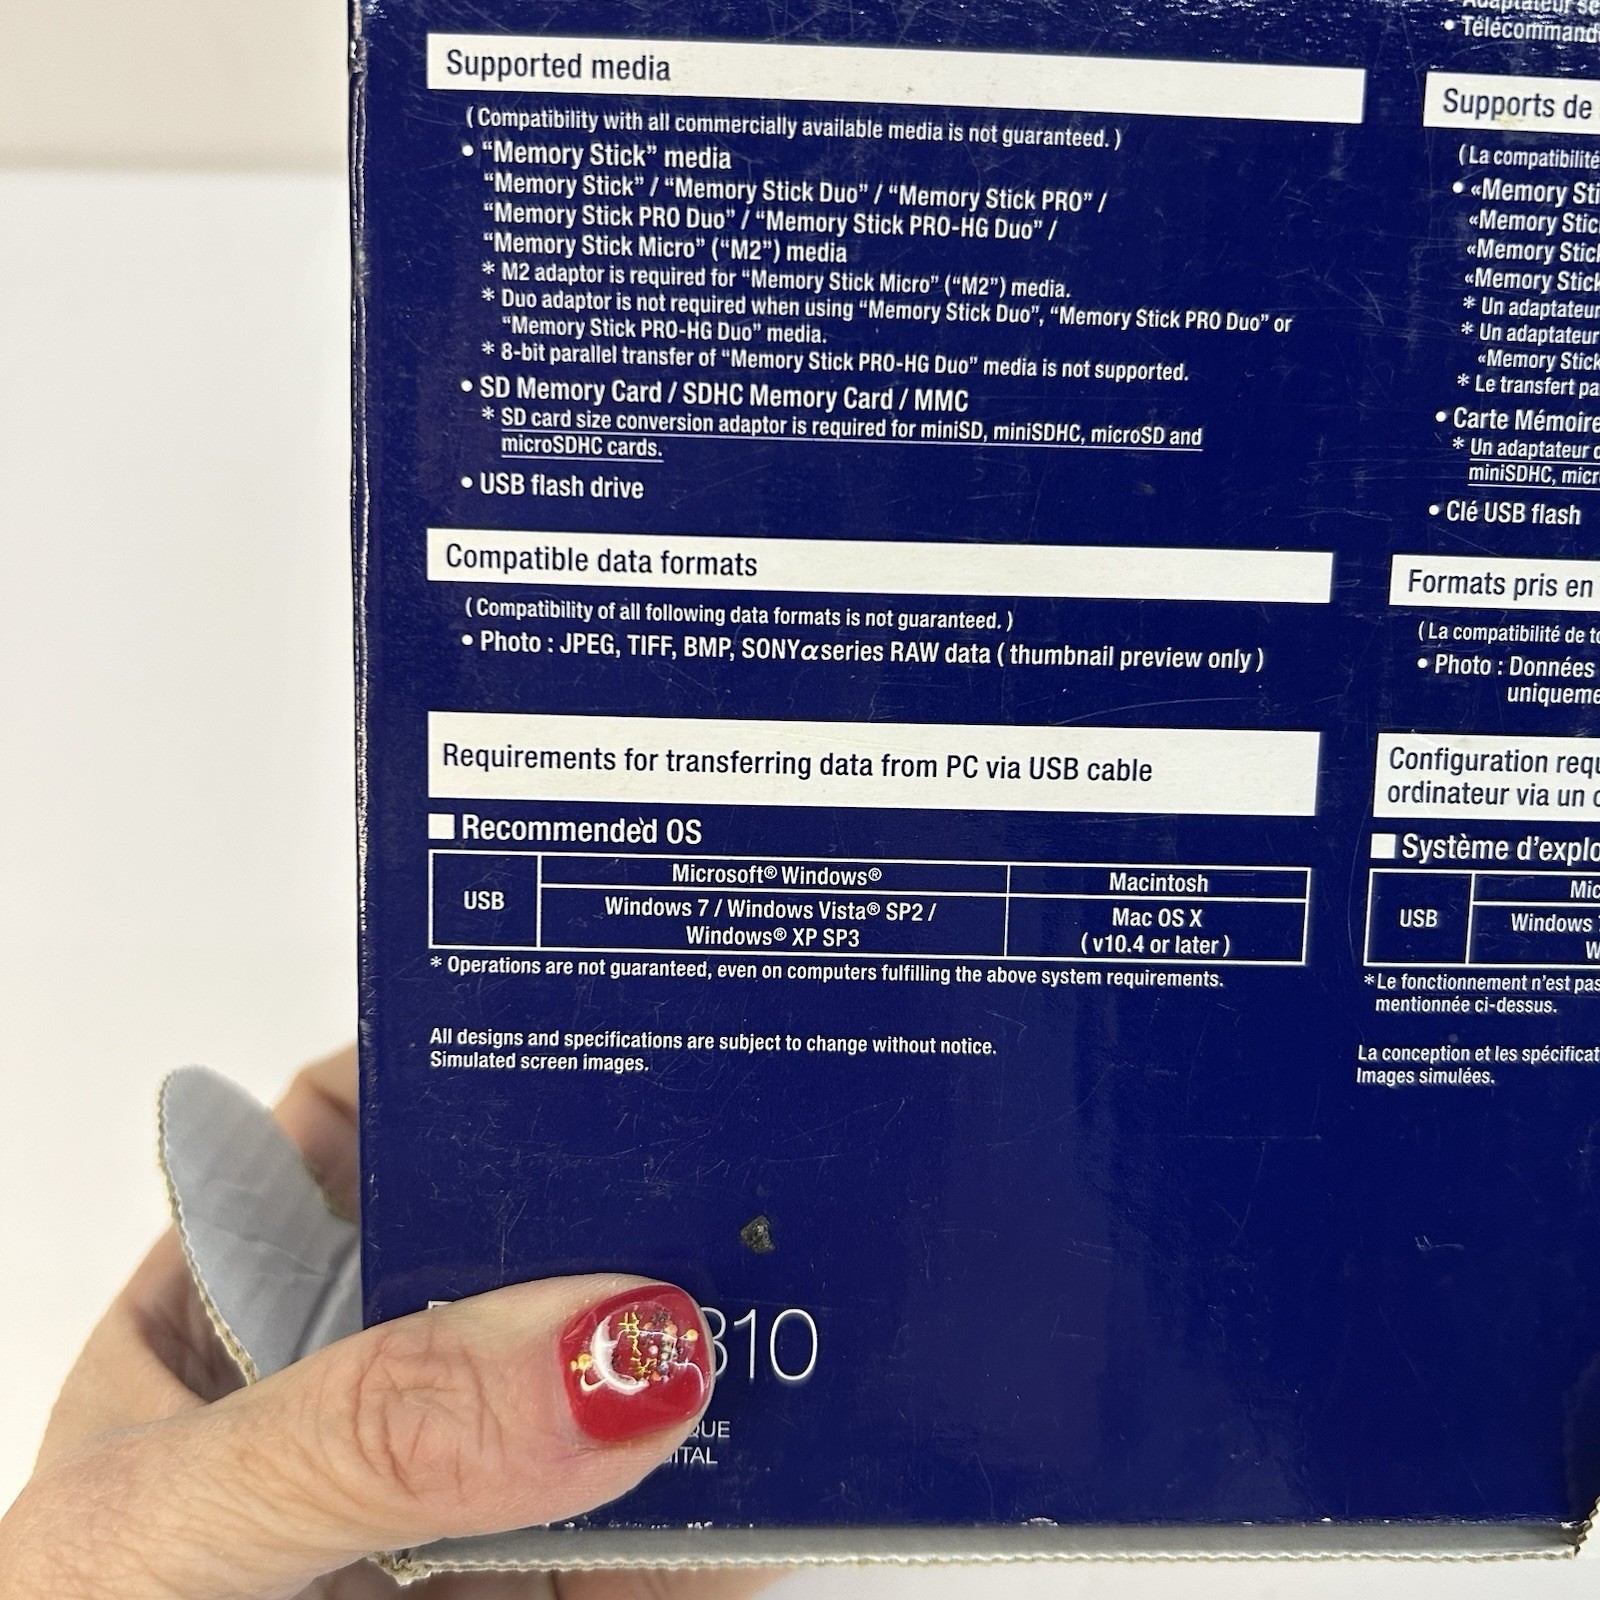 Supported media
( Compatibility with all commercially available media is not guaranteed. )
• “Memory Stick” media
“Memory Stick” / “Memory Stick Duo” / “Memory Stick PRO” /
“Memory Stick PRO Duo” / “Memory Stick PRO-HG Duo” /
“Memory Stick Micro” (“M2”) media
* M2 adaptor is required for “Memory Stick Micro” (“M2”) media.
* Duo adaptor is not required when using “Memory Stick Duo”, “Memory Stick PRO Duo” or
“Memory Stick PRO-HG Duo” media.
* 8-bit parallel transfer of “Memory Stick PRO-HG Duo” media is not supported.
• SD Memory Card / SDHC Memory Card / MMC
* SD card size conversion adaptor is required for miniSD, miniSDHC, microSD and
microSDHC cards.
• USB flash drive
Compatible data formats
( Compatibility of all following data formats is not guaranteed. )
• Photo : JPEG, TIFF, BMP, SONY α series RAW data ( thumbnail preview only )
Requirements for transferring data from PC via USB cable
■ Recommended OS
USB
Microsoft® Windows®
Macintosh
Windows 7 / Windows Vista® SP2 /
Windows® XP SP3
Mac OS X
( v10.4 or later )
* Operations are not guaranteed, even on computers fulfilling the above system requirements.
All designs and specifications are subject to change without notice.
Simulated screen images.
810
QUE
ITAL
Adaptateur se
• Télécommand
Supports de
( La compatibilité
• «Memory Sti
«Memory Stic
«Memory Stick
«Memory Stick
* Un adaptateur
* Un adaptateur
«Memory Stick
* Le transfert pa
• Carte Mémoire
* Un adaptateur d
miniSDHC, micr
• Clé USB flash
Formats pris en
( La compatibilité de to
• Photo : Données
uniqueme
Configuration requ
ordinateur via un c
■ Système d’explo
USB
Mic
Windows 7
W
* Le fonctionnement n’est pas
mentionnée ci-dessus.
La conception et les spécificat
Images simulées.